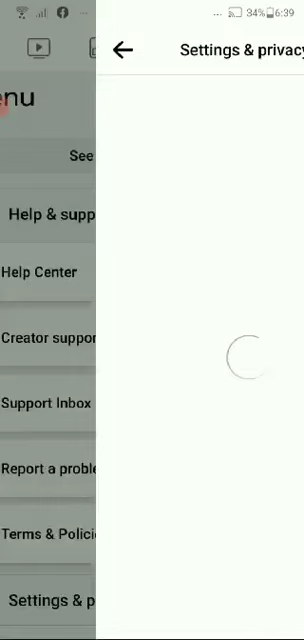 34% 6:39
Settings & privacy
enu
See
Help & supp
Help Center
Creator suppor
Support Inbox
Report a proble
Terms & Policie
Settings & p